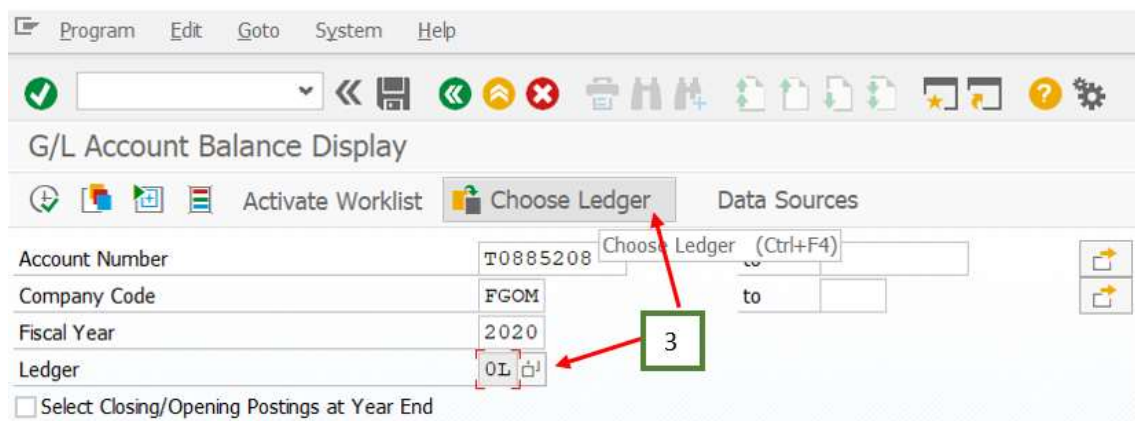 Program Edit Goto System Help
G/L Account Balance Display
Activate Worklist Choose Ledger Data Sources
Choose Ledger (Ctrl+F4)
Account Number T0885208 to
Company Code FGOM to
Fiscal Year 2020
3
Ledger 0L
Select Closing/Opening Postings at Year End